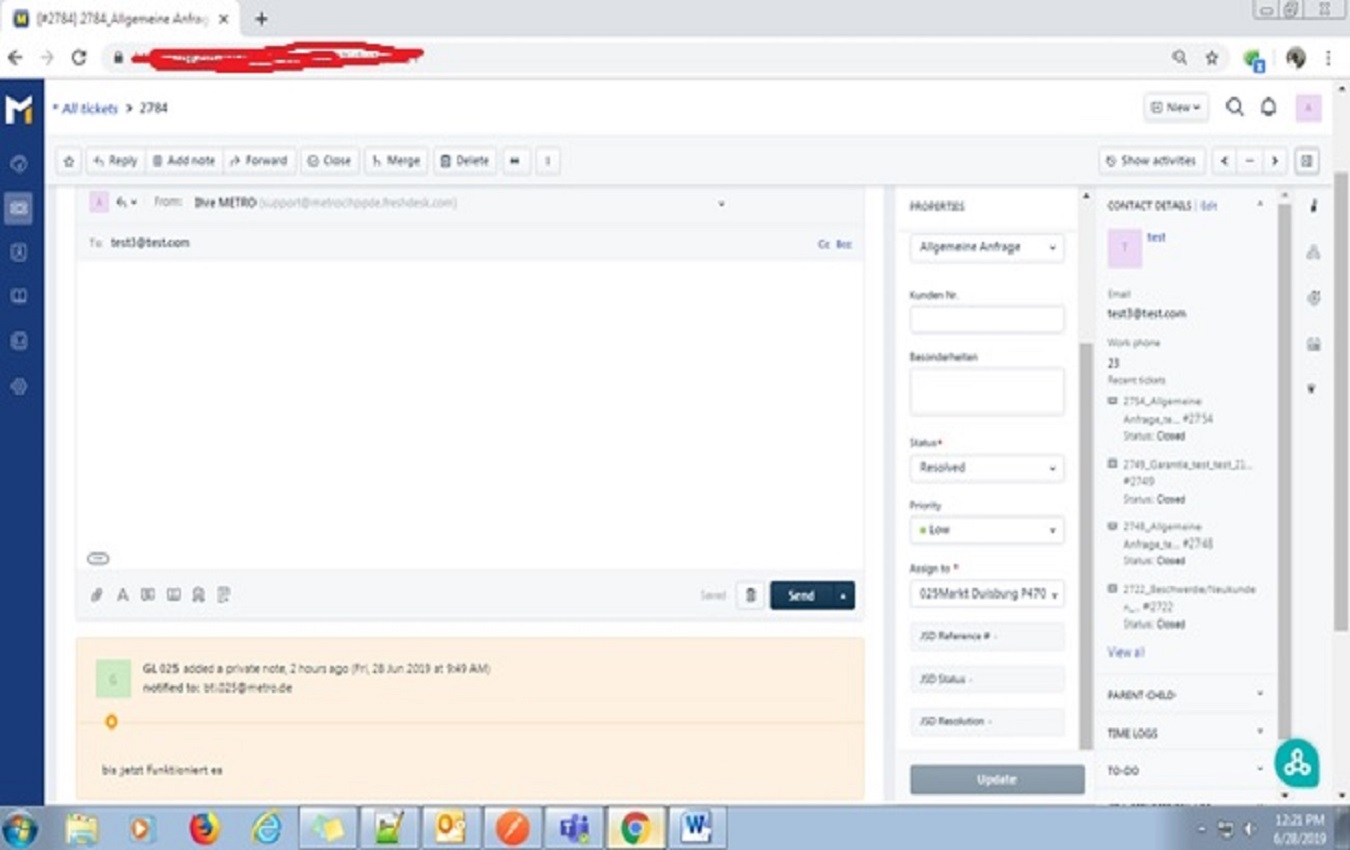 [#2784] 2784_Allgemeine Anfrag
M
* All tickets > 2784
New
A
Reply
Add note
Forward
Close
Merge
Delete
Show activities
A
From: Ihre METRO (support@metrocihppde.freshdesk.com)
To test3@test.com
Cc Bcc
Saved
Send
G
GL 025 added a private note, 2 hours ago (Fri, 28 Jun 2019 at 9:49 AM)
notified to: btl.025@metro.de
bis jetzt Funktioniert es
PROPERTIES
Allgemeine Anfrage
Kunden Nr.
Besonderheiten
Status*
Resolved
Priority
Low
Assign to *
025Markt Duisburg P470
JSD Reference # -
JSD Status -
JSD Resolution -
Update
CONTACT DETAILS | Edit
T
test
Email
test3@test.com
Work phone
23
Recent tickets
2754_Allgemeine
Anfrage_te... #2754
Status: Closed
2749_Garantie_test_test_21...
#2749
Status: Closed
2748_Allgemeine
Anfrage_te... #2748
Status: Closed
2722_Beschwerde/Neukunde
n_... #2722
Status: Closed
View all
PARENT-CHILD
TIME LOGS
TO-DO
12:21 PM
6/28/2019